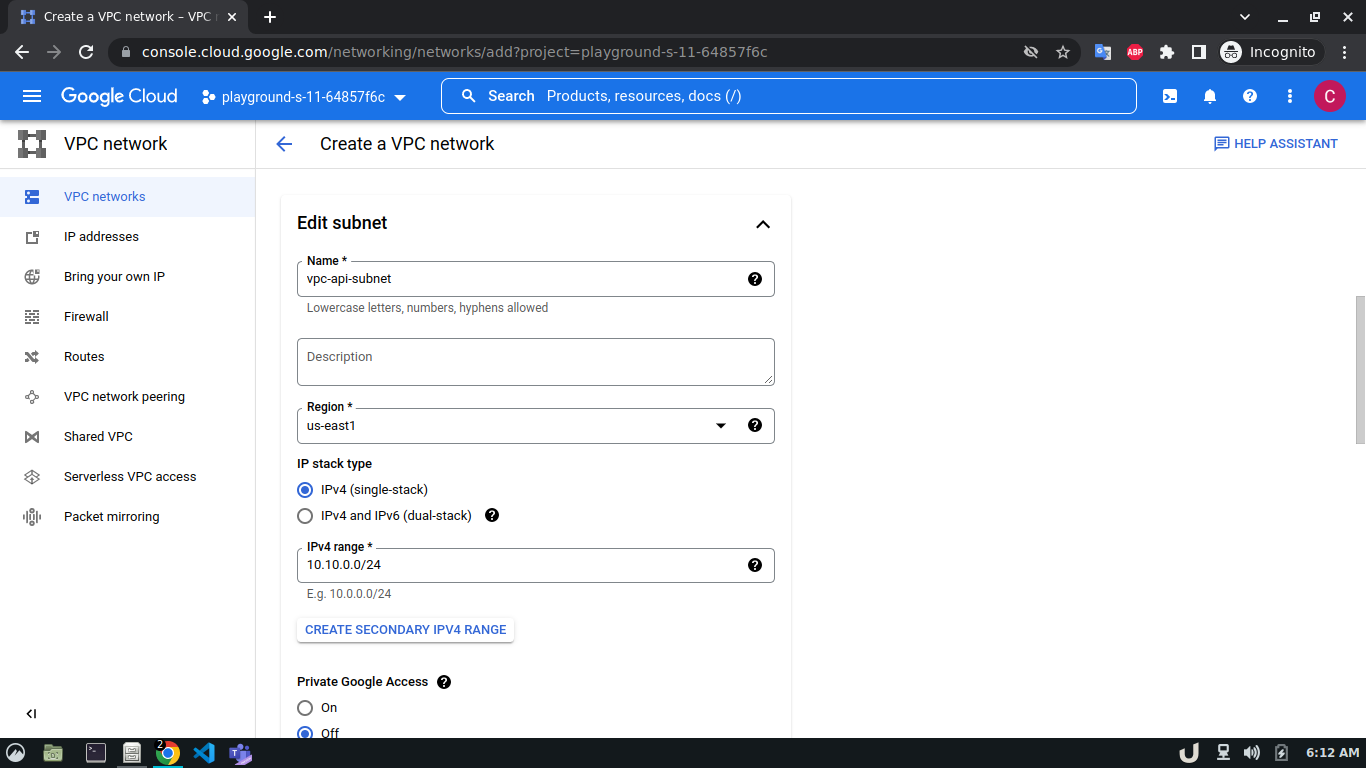 Create a VPC network – VPC
console.cloud.google.com/networking/networks/add?project=playground-s-11-64857f6c
ABP
Incognito
Google Cloud
playground-s-11-64857f6c
Search Products, resources, docs (/)
C
VPC network
Create a VPC network
HELP ASSISTANT
VPC networks
IP addresses
Bring your own IP
Firewall
Routes
VPC network peering
Shared VPC
Serverless VPC access
Packet mirroring
Edit subnet
Name *
vpc-api-subnet
Lowercase letters, numbers, hyphens allowed
Description
Region *
us-east1
IP stack type
IPv4 (single-stack)
IPv4 and IPv6 (dual-stack)
IPv4 range *
10.10.0.0/24
E.g. 10.0.0.0/24
CREATE SECONDARY IPV4 RANGE
Private Google Access
On
Off
2
6:12 AM